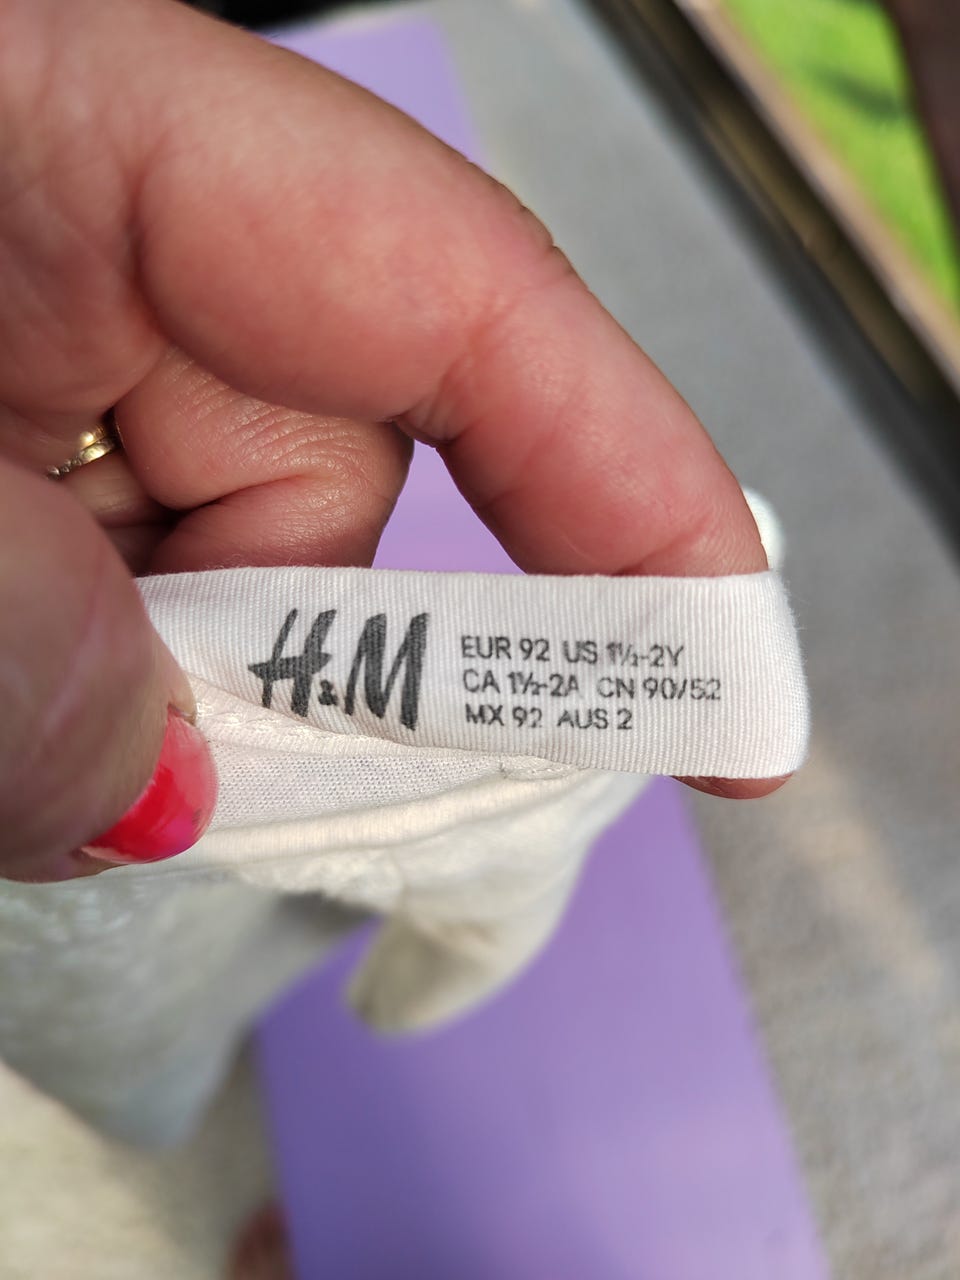 H&M
EUR 92 US 1½-2Y
CA 1½-2A CN 90/52
MX 92 AUS 2